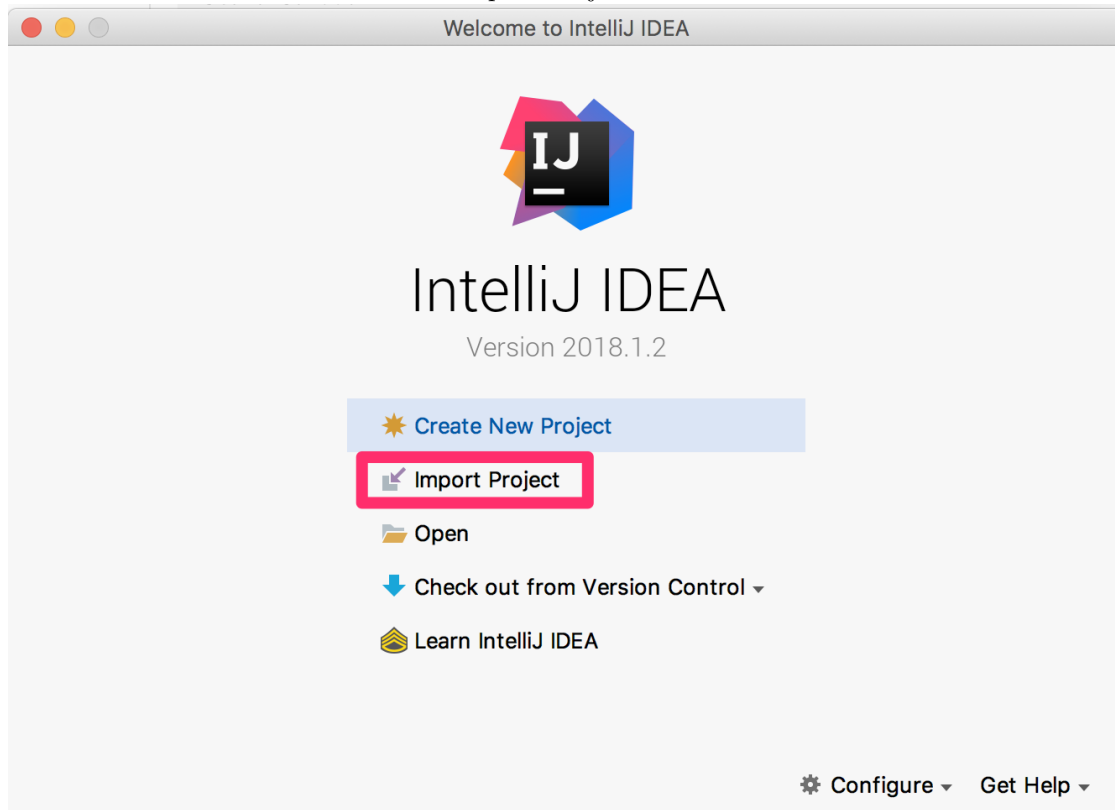 Welcome to IntelliJ IDEA
IJ
IntelliJ IDEA
Version 2018.1.2
Create New Project
Import Project
Open
Check out from Version Control
Learn IntelliJ IDEA
Configure Get Help